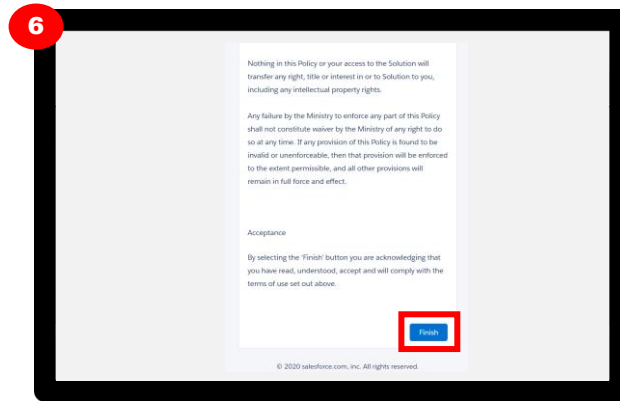 6
Nothing in this Policy or your access to the Solution will
transfer any right, title or interest in or to Solution to you,
including any intellectual property rights.
Any failure by the Ministry to enforce any part of this Policy
shall not constitute waiver by the Ministry of any right to do
so at any time. If any provision of this Policy is found to be
invalid or unenforceable, then that provision will be enforced
to the extent permissible, and all other provisions will
remain in full force and effect.
Acceptance
By selecting the 'Finish' button you are acknowledging that
you have read, understood, accept and will comply with the
terms of use set out above.
Finish
© 2020 salesforce.com, inc. All rights reserved.